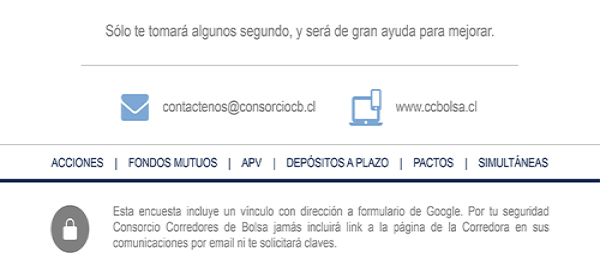 Sólo te tomará algunos segundo, y será de gran ayuda para mejorar.
contactenos@consorciocb.cl www.ccbolsa.cl
ACCIONES | FONDOS MUTUOS | APV | DEPÓSITOS A PLAZO | PACTOS | SIMULTÁNEAS
Esta encuesta incluye un vínculo con dirección a formulario de Google. Por tu seguridad
Consorcio Corredores de Bolsa jamás incluirá link a la página de la Corredora en sus
comunicaciones por email ni te solicitará claves.